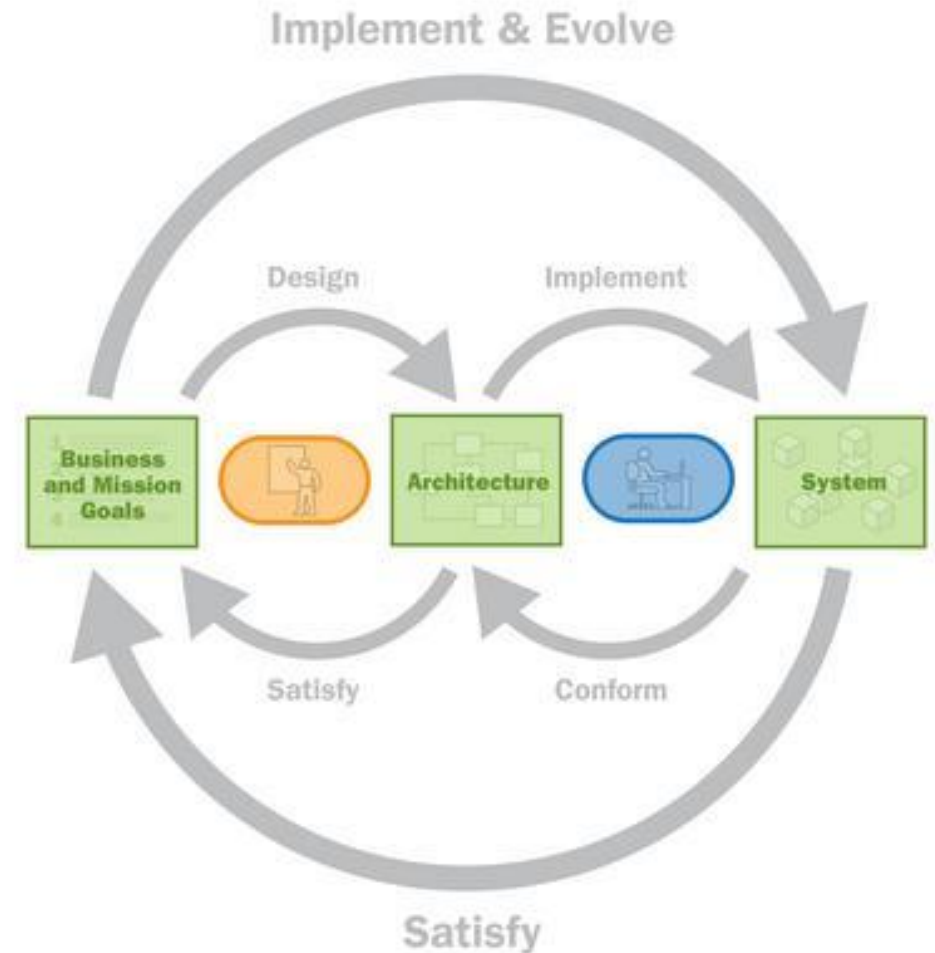 Implement & Evolve
Design
Implement
Business
and Mission
Goals
Architecture
System
Satisfy
Conform
Satisfy